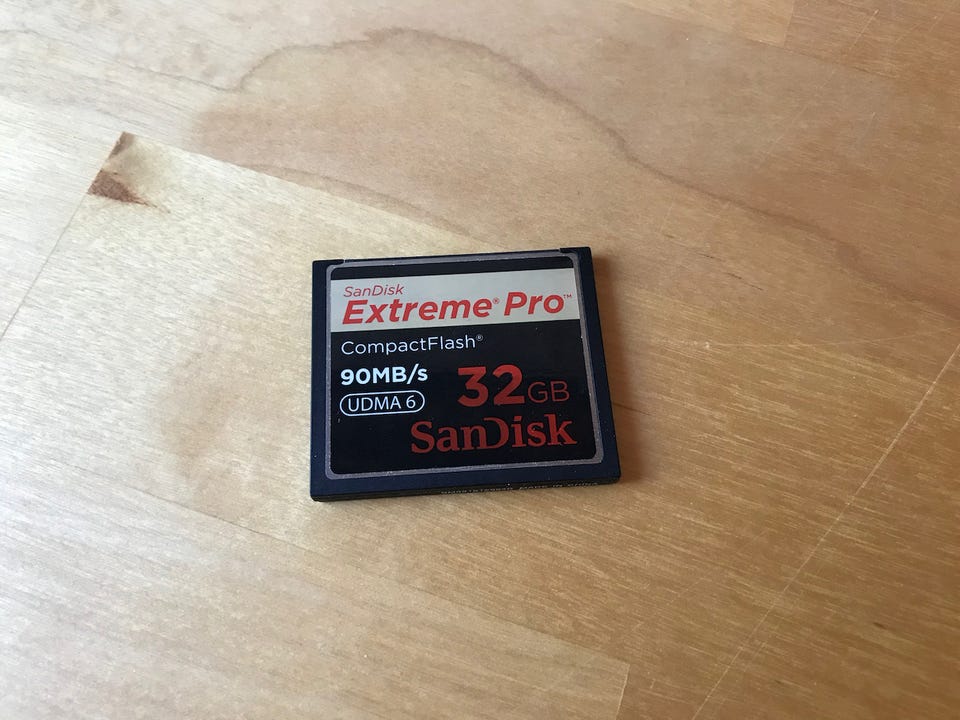 SanDisk
Extreme® Pro™
CompactFlash®
90MB/s
32GB
UDMA 6
SanDisk